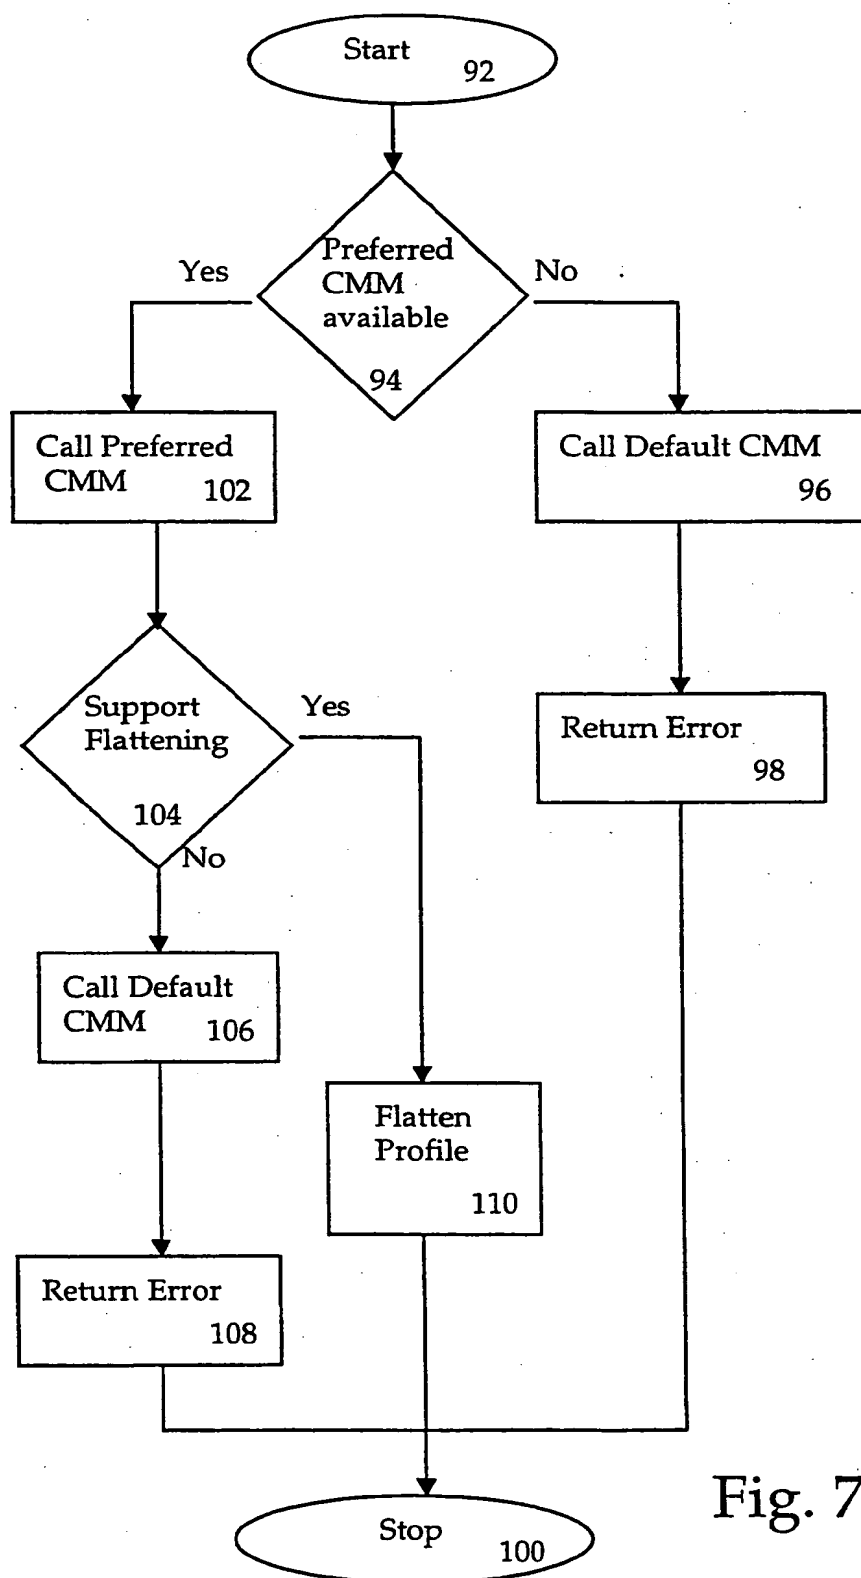 Start
92
Preferred
CMM
available
94
Yes
No
Call Preferred
CMM 102
Call Default CMM
96
Support
Flattening
104
Yes
No
Return Error
98
Call Default
CMM 106
Flatten
Profile
110
Return Error
108
Stop
100
Fig. 7